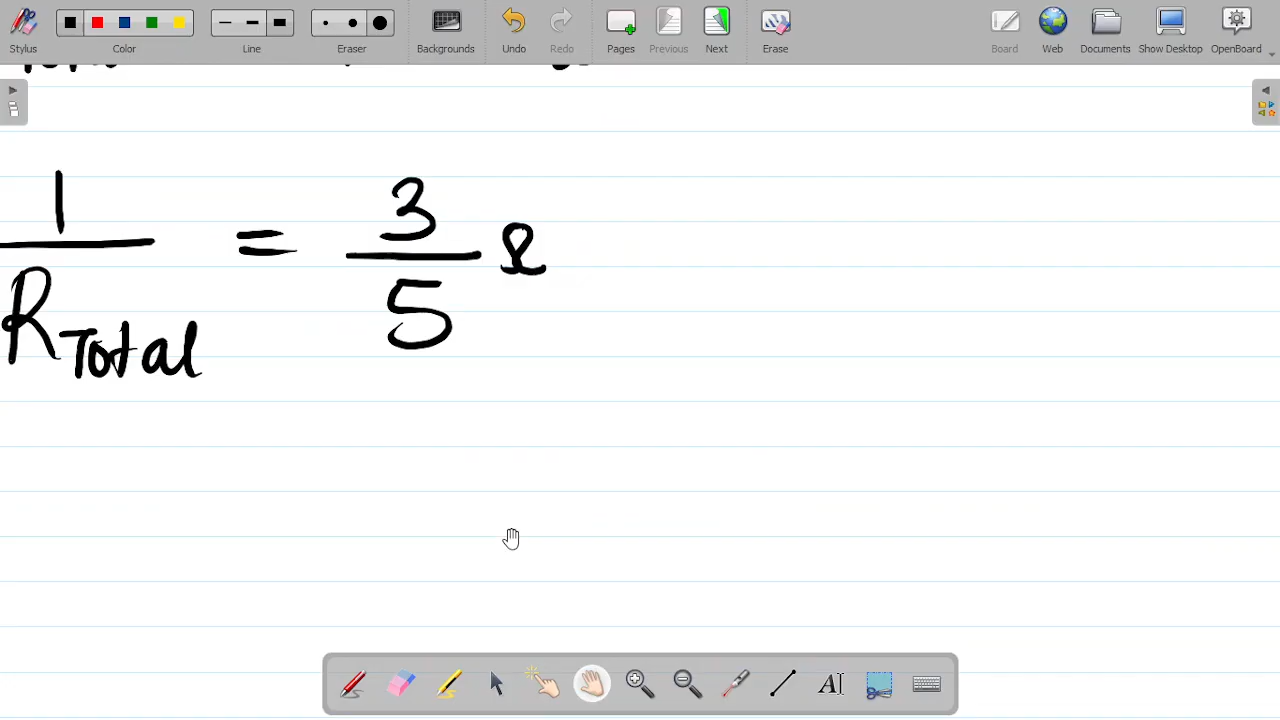 Stylus Color Line Eraser Backgrounds Undo Redo Pages Previous Next Erase Board Web Documents Show Desktop OpenBoard
1 3
— = — Ω
R_Total 5